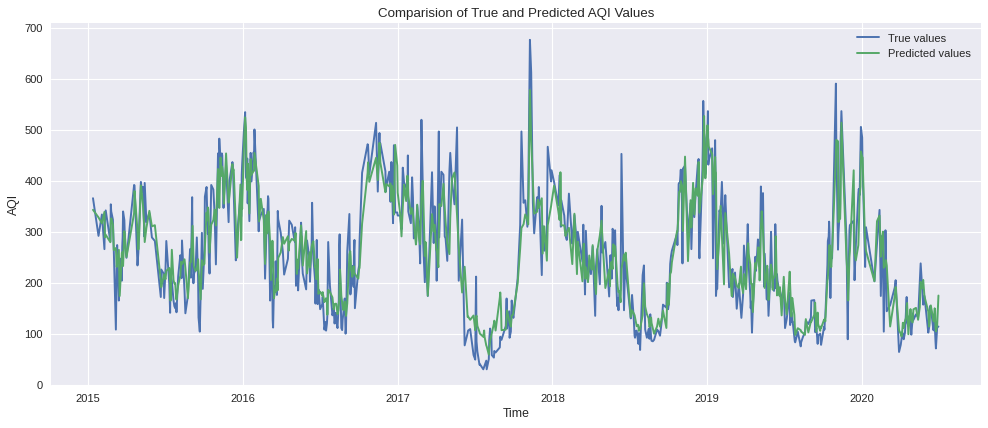 Comparision of True and Predicted AQI Values
True values
Predicted values
AQI
700
600
500
400
300
200
100
0
2015 2016 2017 2018 2019 2020
Time